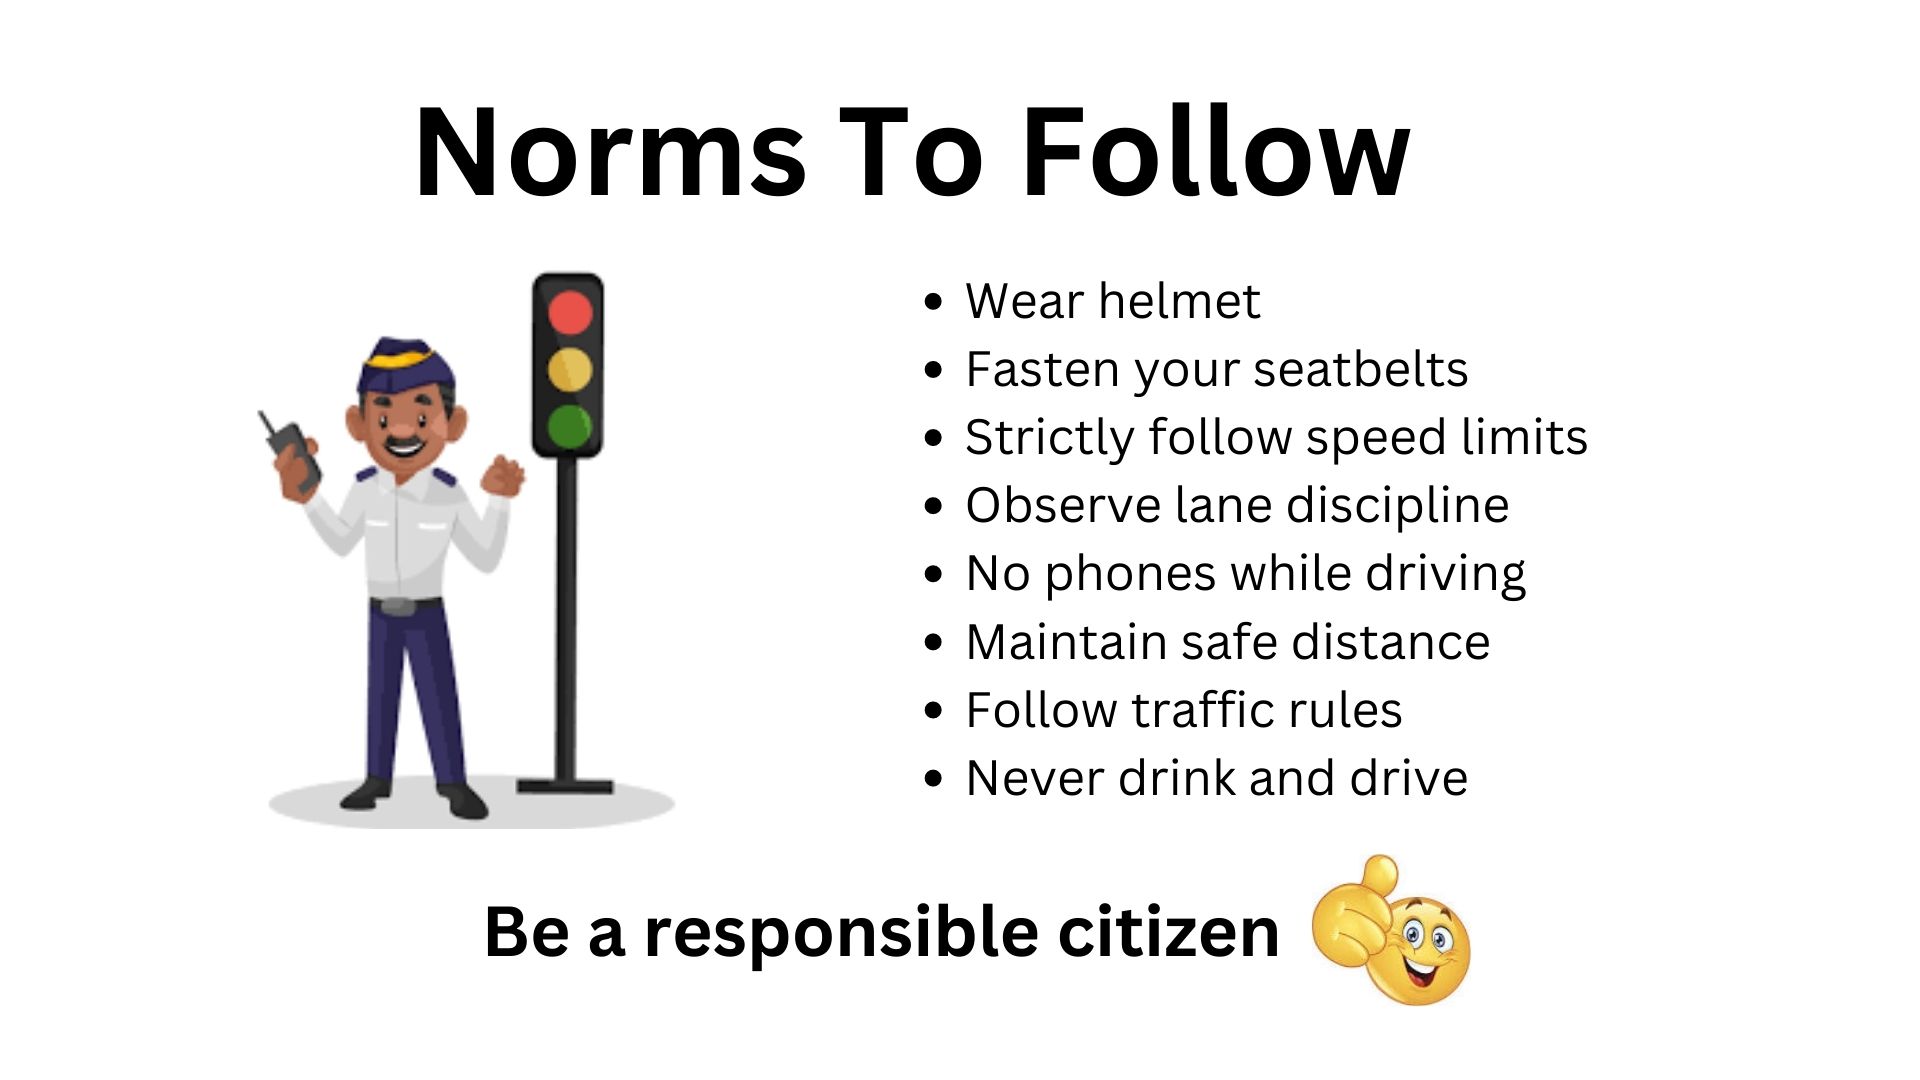 Norms To Follow
• Wear helmet
• Fasten your seatbelts
• Strictly follow speed limits
• Observe lane discipline
• No phones while driving
• Maintain safe distance
• Follow traffic rules
• Never drink and drive
Be a responsible citizen